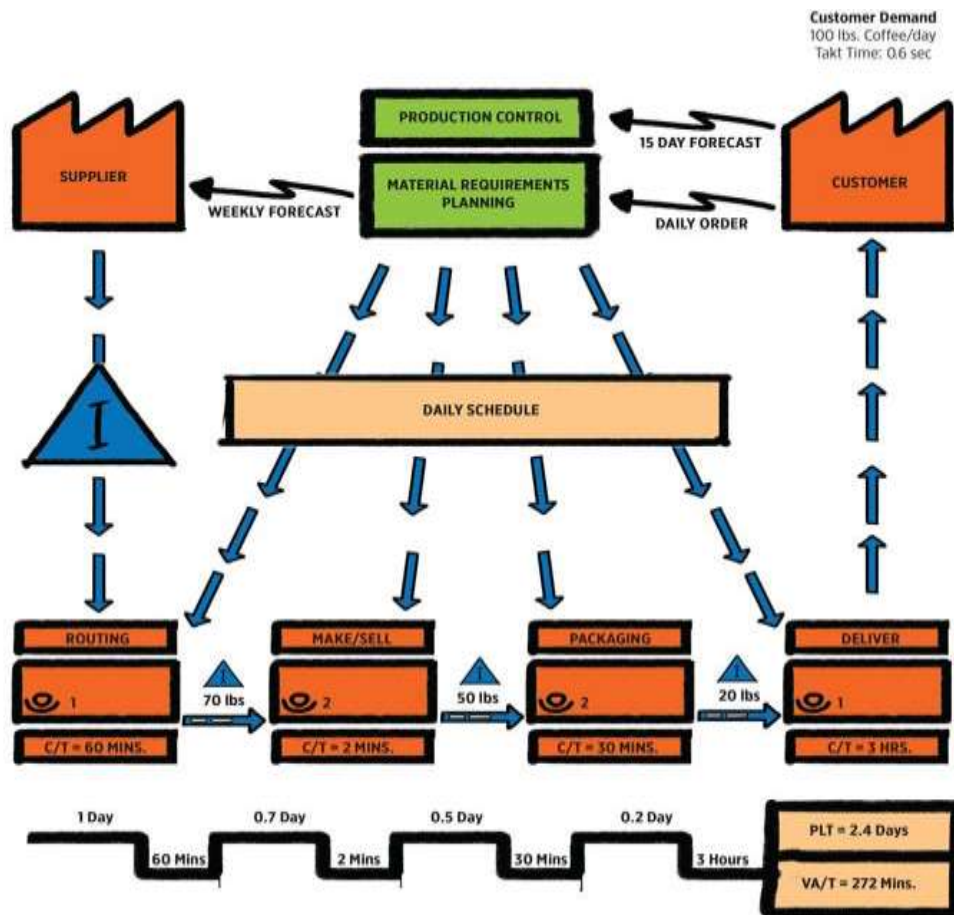 Customer Demand
100 lbs. Coffee/day
Takt Time: 0.6 sec
PRODUCTION CONTROL
15 DAY FORECAST
SUPPLIER
MATERIAL REQUIREMENTS
PLANNING
CUSTOMER
WEEKLY FORECAST
DAILY ORDER
I
DAILY SCHEDULE
ROUTING
MAKE/SELL
PACKAGING
DELIVER
I
I
I
70 lbs
50 lbs
20 lbs
1
2
2
1
C/T = 60 MINS.
C/T = 2 MINS.
C/T = 30 MINS.
C/T = 3 HRS.
1 Day
0.7 Day
0.5 Day
0.2 Day
PLT = 2.4 Days
60 Mins
2 Mins
30 Mins
3 Hours
VA/T = 272 Mins.